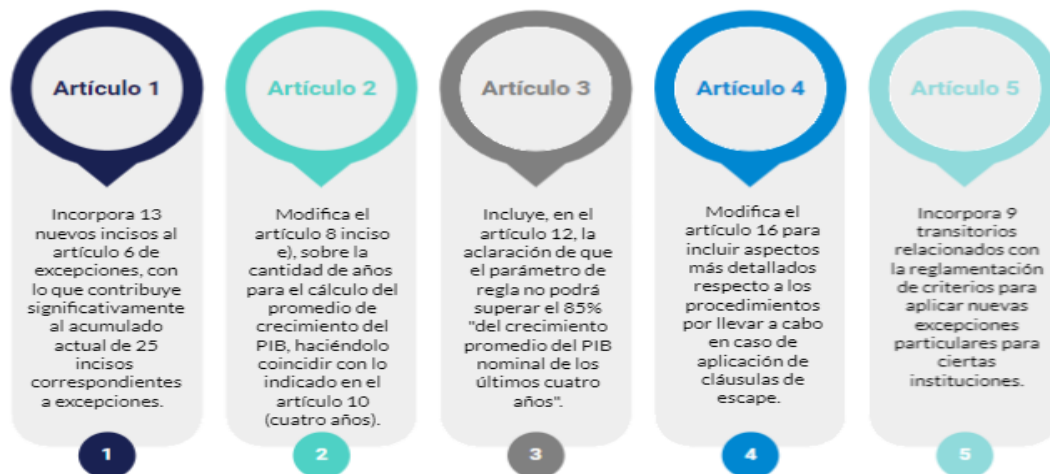 Artículo 1
Incorpora 13
nuevos incisos al
artículo 6 de
excepciones, con
lo que contribuye
significativamente
al acumulado
actual de 25
incisos
correspondientes
a excepciones.
1
Artículo 2
Modifica el
artículo 8 inciso
e), sobre la
cantidad de años
para el cálculo del
promedio de
crecimiento del
PIB, haciéndolo
coincidir con lo
indicado en el
artículo 10
(cuatro años).
2
Artículo 3
Incluye, en el
artículo 12, la
aclaración de que
el parámetro de
regla no podrá
superar el 85%
"del crecimiento
promedio del PIB
nominal de los
últimos cuatro
años".
3
Artículo 4
Modifica el
artículo 16 para
incluir aspectos
más detallados
respecto a los
procedimientos
por llevar a cabo
en caso de
aplicación de
cláusulas de
escape.
4
Artículo 5
Incorpora 9
transitorios
relacionados con
la reglamentación
de criterios para
aplicar nuevas
excepciones
particulares para
ciertas
instituciones.
5